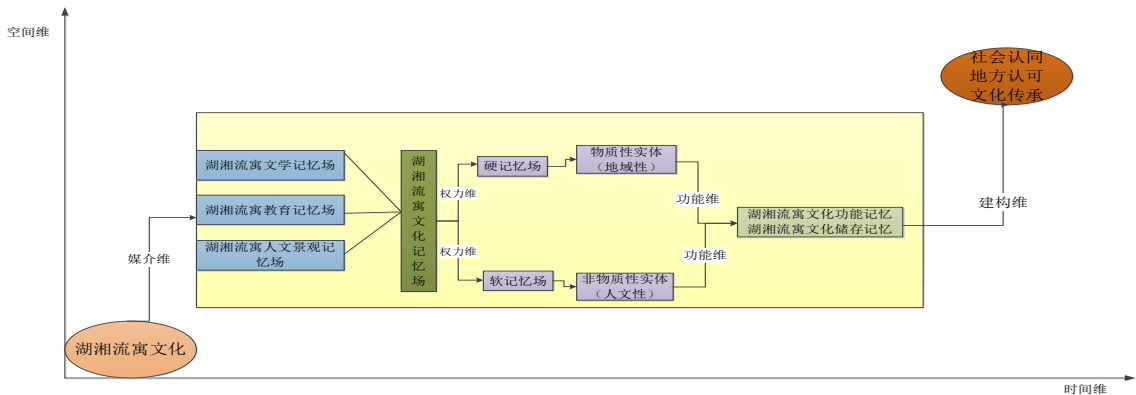 空间维
社会认同
地方认可
文化传承
湖湘流寓文学记忆场
湖湘流寓教育记忆场
湖湘流寓人文景观记
忆场
媒介维
湖湘流寓文化
湖
湘
流
寓
文
化
记
忆
场
权力维
权力维
硬记忆场
软记忆场
物质性实体
（地域性）
非物质性实体
（人文性）
功能维
功能维
湖湘流寓文化功能记忆
湖湘流寓文化储存记忆
建构维
时间维